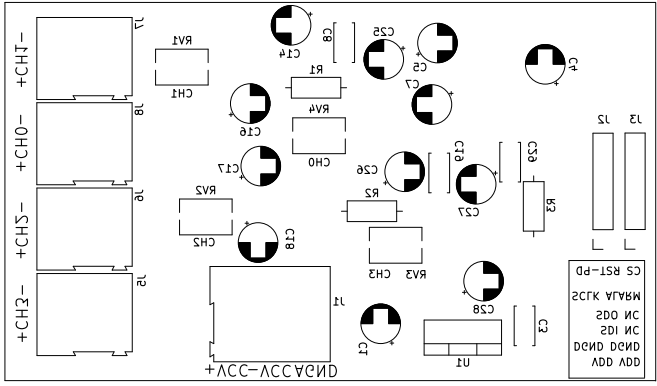 J7
+CH1-
J8
+CH0-
J6
+CH2-
J5
+CH3-
RV1
CH1
C14
C8
C25
C5
C4
R1
C7
C16
RV4
CH0
C17
C26
C19
C27
C29
J2
J3
RV2
CH2
C18
R2
R3
CH3
RV3
C28
J1
C1
U1
C3
+VCC-VCCAGND
CS RST-PD
SCLK ALARM
SDO NC
SDI NC
DGND DGND
VDD VDD